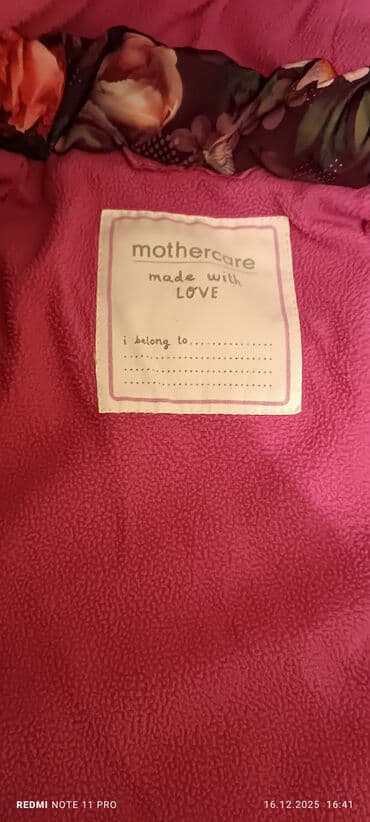 mothercare
made with
LOVE
i belong to....................
REDMI NOTE 11 PRO
16.12.2025 16:41